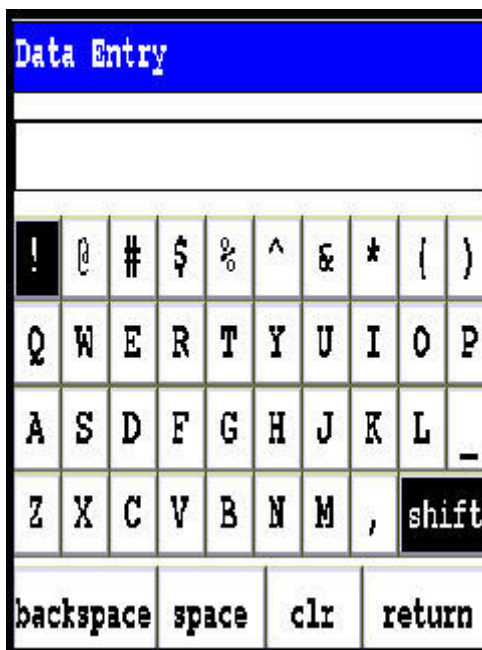 Data Entry
! @ # $ % ^ & * ( )
Q W E R T Y U I O P
A S D F G H J K L _
Z X C V B N M , shift
backspace space clr return